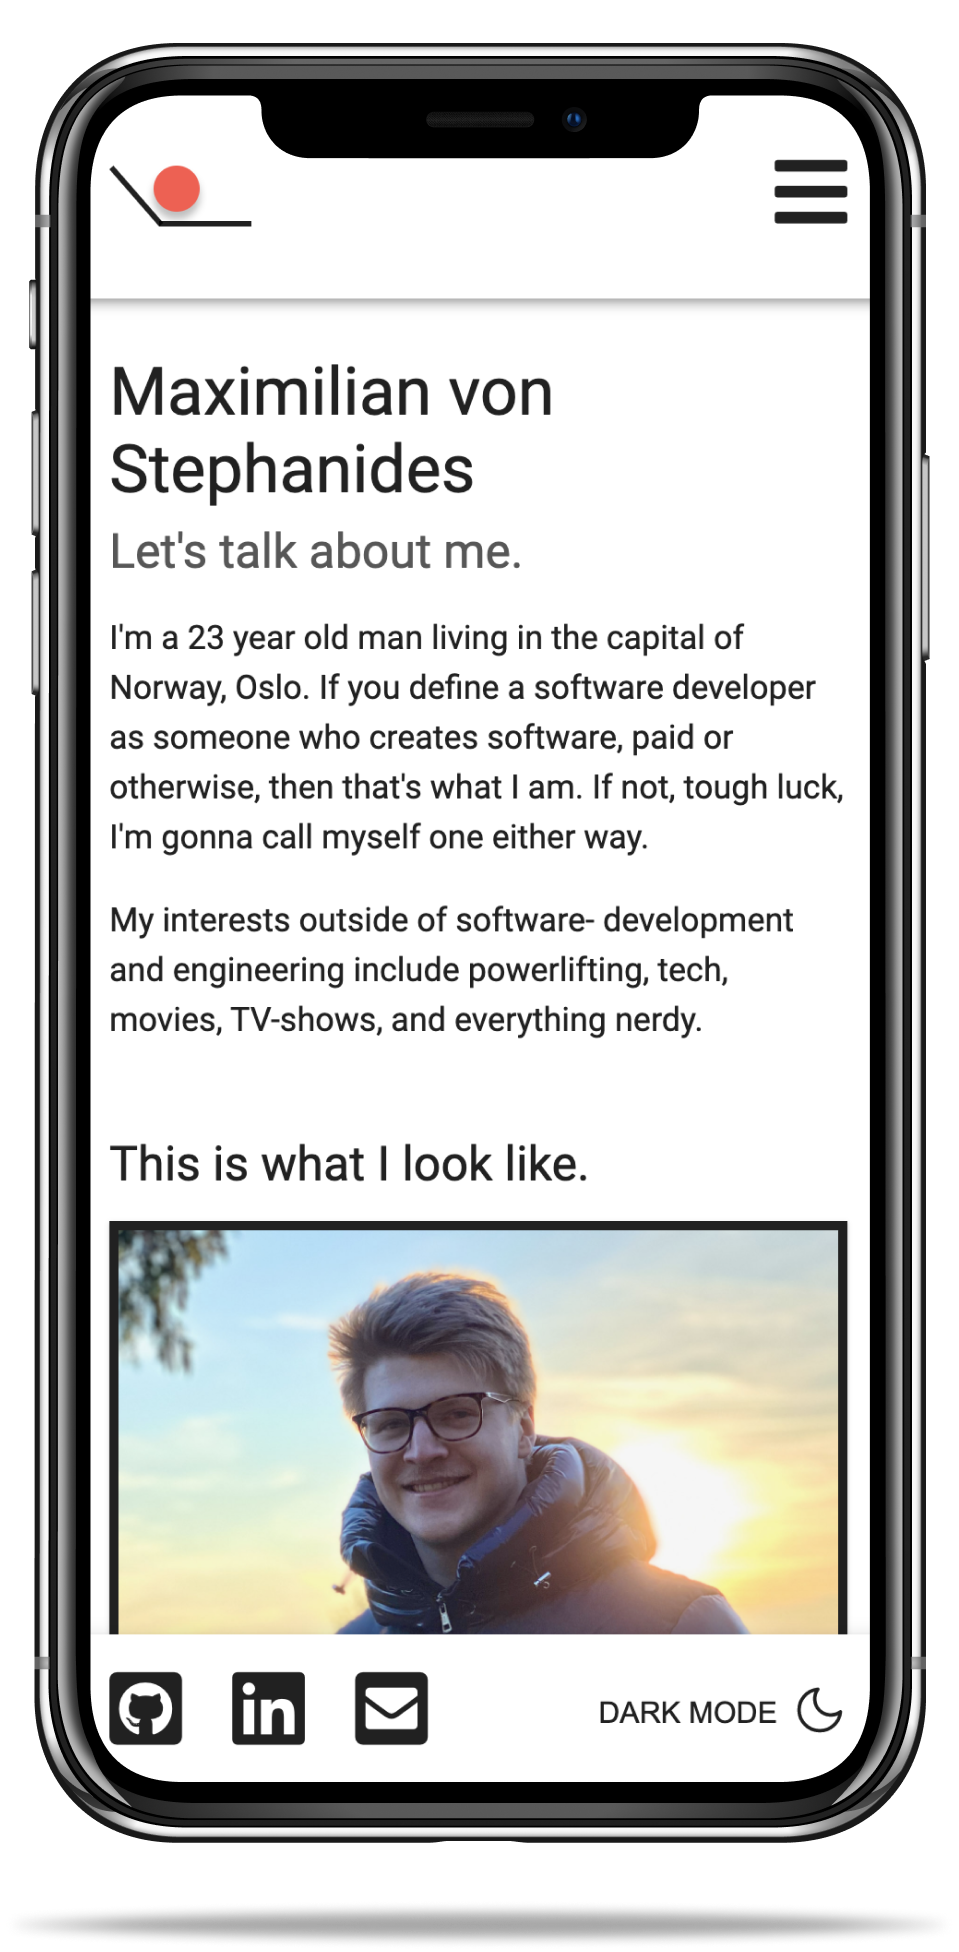 Maximilian von
Stephanides
Let's talk about me.
I'm a 23 year old man living in the capital of
Norway, Oslo. If you define a software developer
as someone who creates software, paid or
otherwise, then that's what I am. If not, tough luck,
I'm gonna call myself one either way.
My interests outside of software- development
and engineering include powerlifting, tech,
movies, TV-shows, and everything nerdy.
This is what I look like.
in
DARK MODE